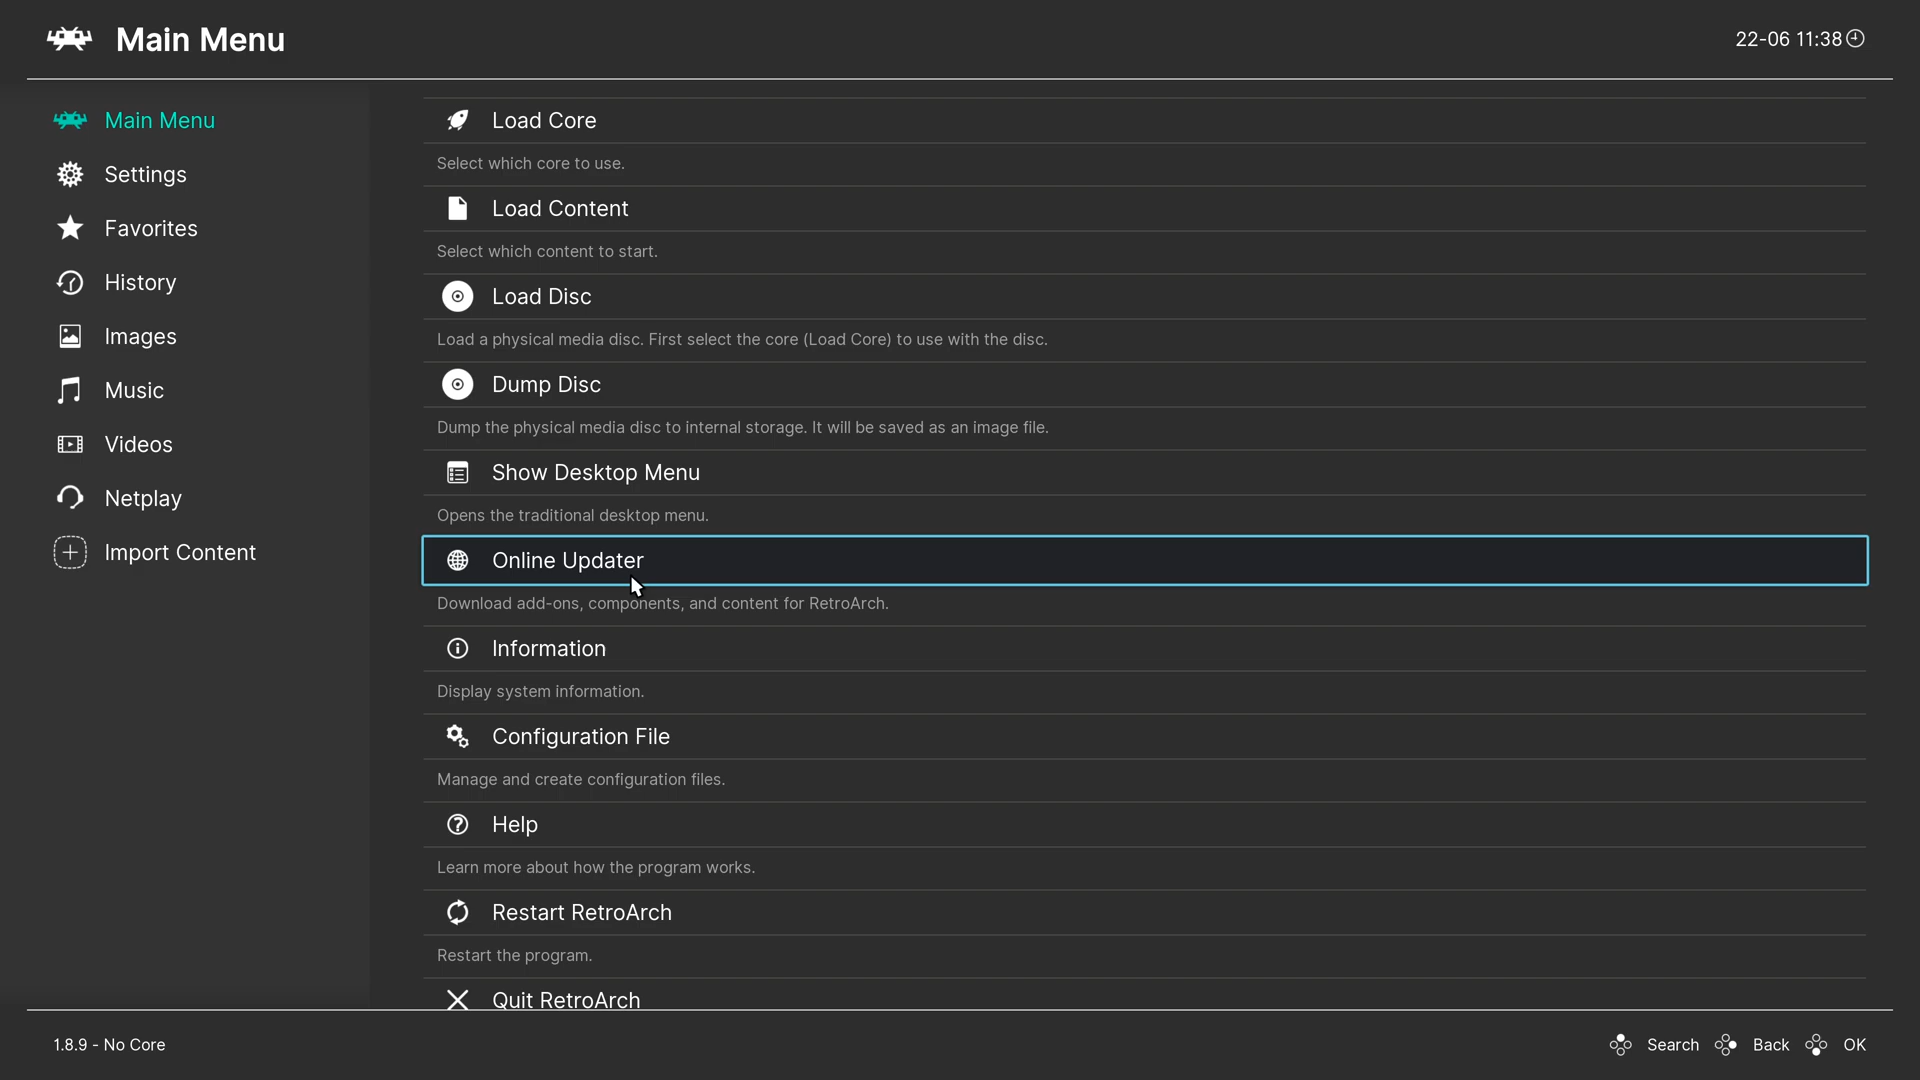 Main Menu
22-06 11:38
Main Menu
Settings
Favorites
History
Images
Music
Videos
Netplay
Import Content
Load Core
Select which core to use.
Load Content
Select which content to start.
Load Disc
Load a physical media disc. First select the core (Load Core) to use with the disc.
Dump Disc
Dump the physical media disc to internal storage. It will be saved as an image file.
Show Desktop Menu
Opens the traditional desktop menu.
Online Updater
Download add-ons, components, and content for RetroArch.
Information
Display system information.
Configuration File
Manage and create configuration files.
Help
Learn more about how the program works.
Restart RetroArch
Restart the program.
Quit RetroArch
1.8.9 - No Core
Search Back OK